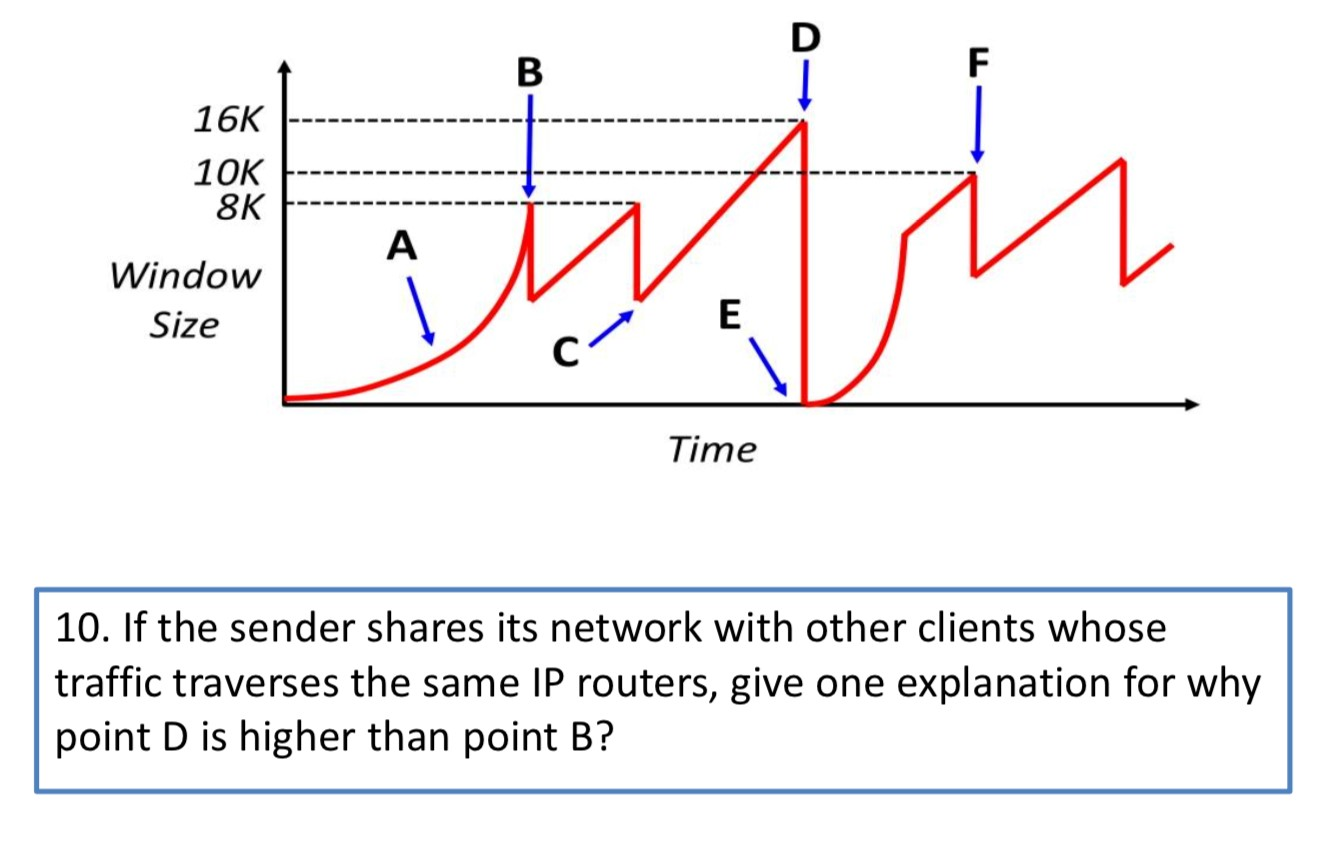 D
B
F
16K
10K
8K
A
Window
Size
E
C
Time
10. If the sender shares its network with other clients whose
traffic traverses the same IP routers, give one explanation for why
point D is higher than point B?